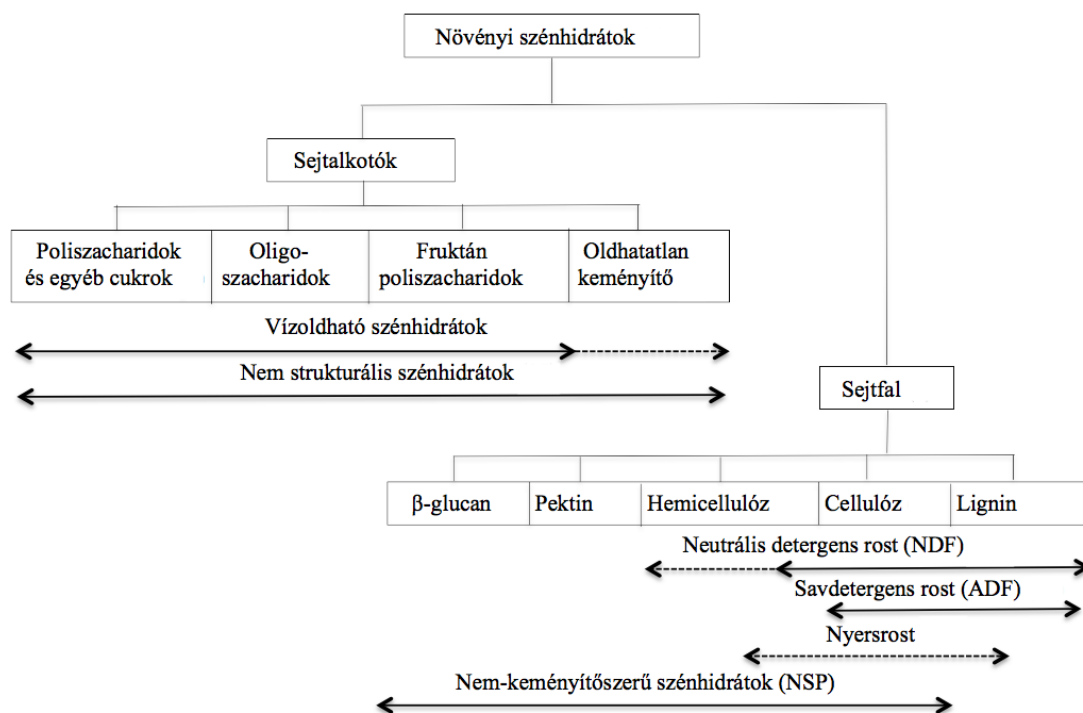 Növényi szénhidrátok
Sejtalkotók
Poliszacharidok
és egyéb cukrok
Oligo-
szacharidok
Fruktán
poliszacharidok
Oldhatatlan
keményítő
Vízoldható szénhidrátok
Nem strukturális szénhidrátok
Sejtfal
β-glucan
Pektin
Hemicellulóz
Cellulóz
Lignin
Neutrális detergens rost (NDF)
Savdetergens rost (ADF)
Nyersrost
Nem-keményítőszerű szénhidrátok (NSP)